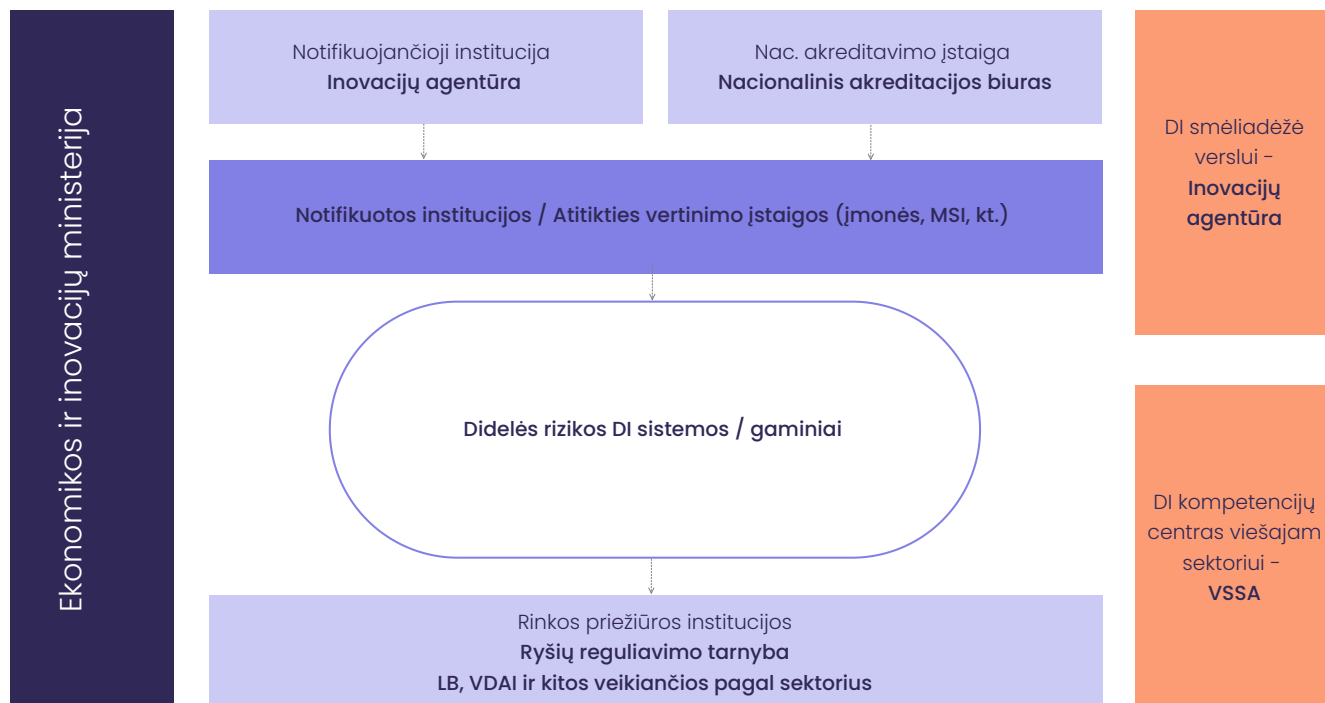 Ekonomikos ir inovacijų ministerija
Notifikuojančioji institucija
Inovacijų agentūra
Nac. akreditavimo įstaiga
Nacionalinis akreditacijos biuras
Notifikuotos institucijos / Atitikties vertinimo įstaigos (įmonės, MSI, kt.)
Didelės rizikos DI sistemos / gaminiai
Rinkos priežiūros institucijos
Ryšių reguliavimo tarnyba
LB, VDAI ir kitos veikiančios pagal sektorius
DI smėliadėžė
verslui -
Inovacijų
agentūra
DI kompetencijų
centras viešajam
sektoriui -
VSSA